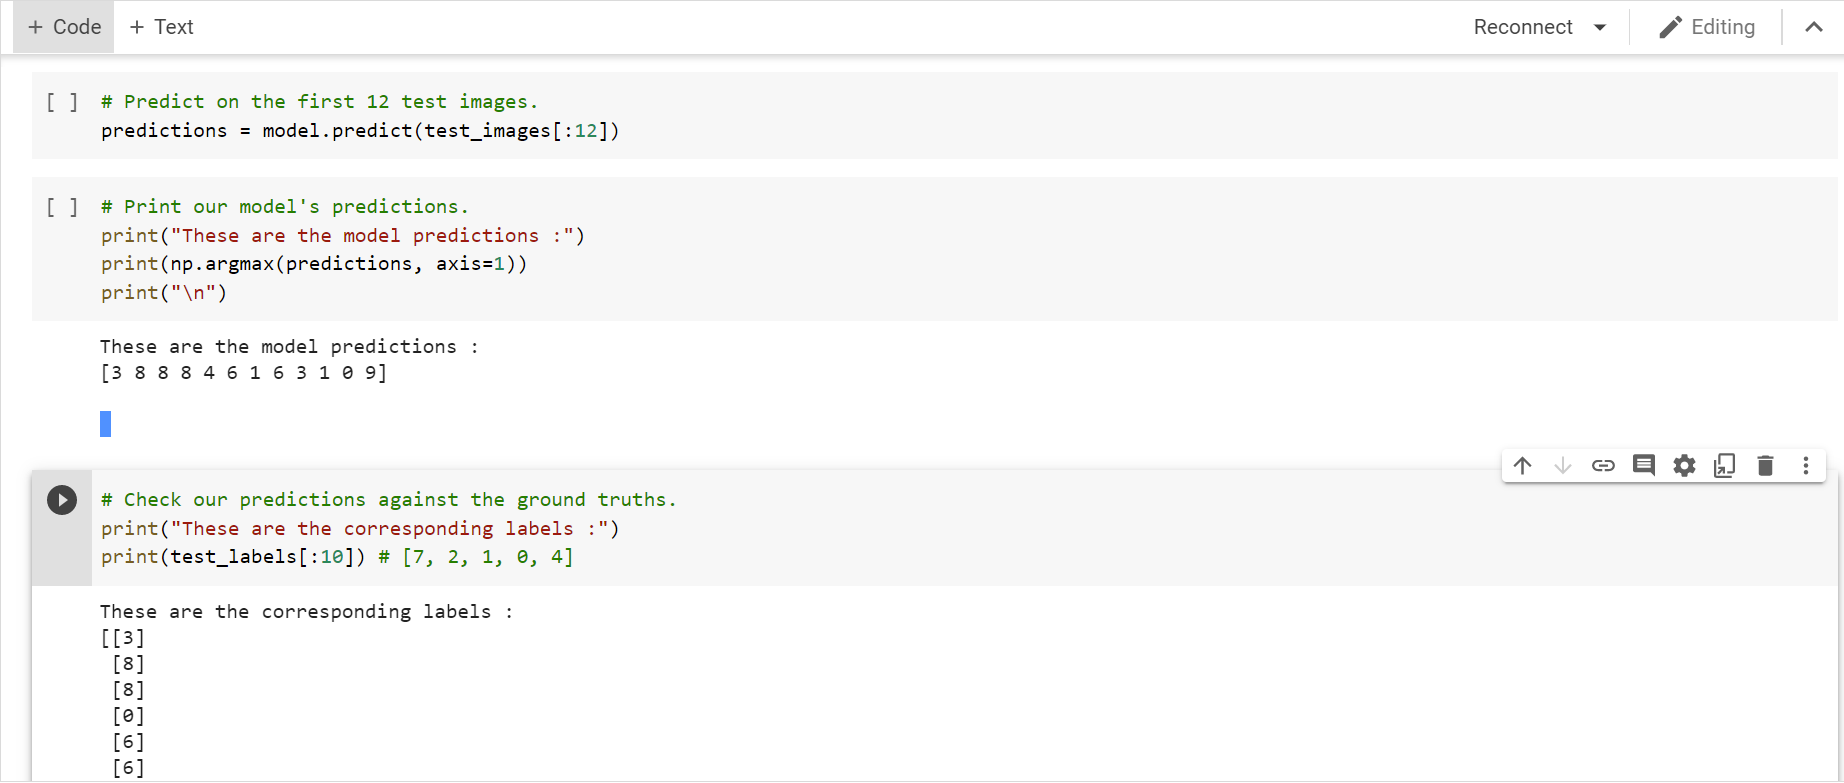 + Code + Text Reconnect Editing
[ ] # Predict on the first 12 test images.
predictions = model.predict(test_images[:12])
[ ] # Print our model's predictions.
print("These are the model predictions :")
print(np.argmax(predictions, axis=1))
print("\n")
These are the model predictions :
[3 8 8 8 4 6 1 6 3 1 0 9]
# Check our predictions against the ground truths.
print("These are the corresponding labels :")
print(test_labels[:10]) # [7, 2, 1, 0, 4]
These are the corresponding labels :
[[3]
[8]
[8]
[0]
[6]
[6]